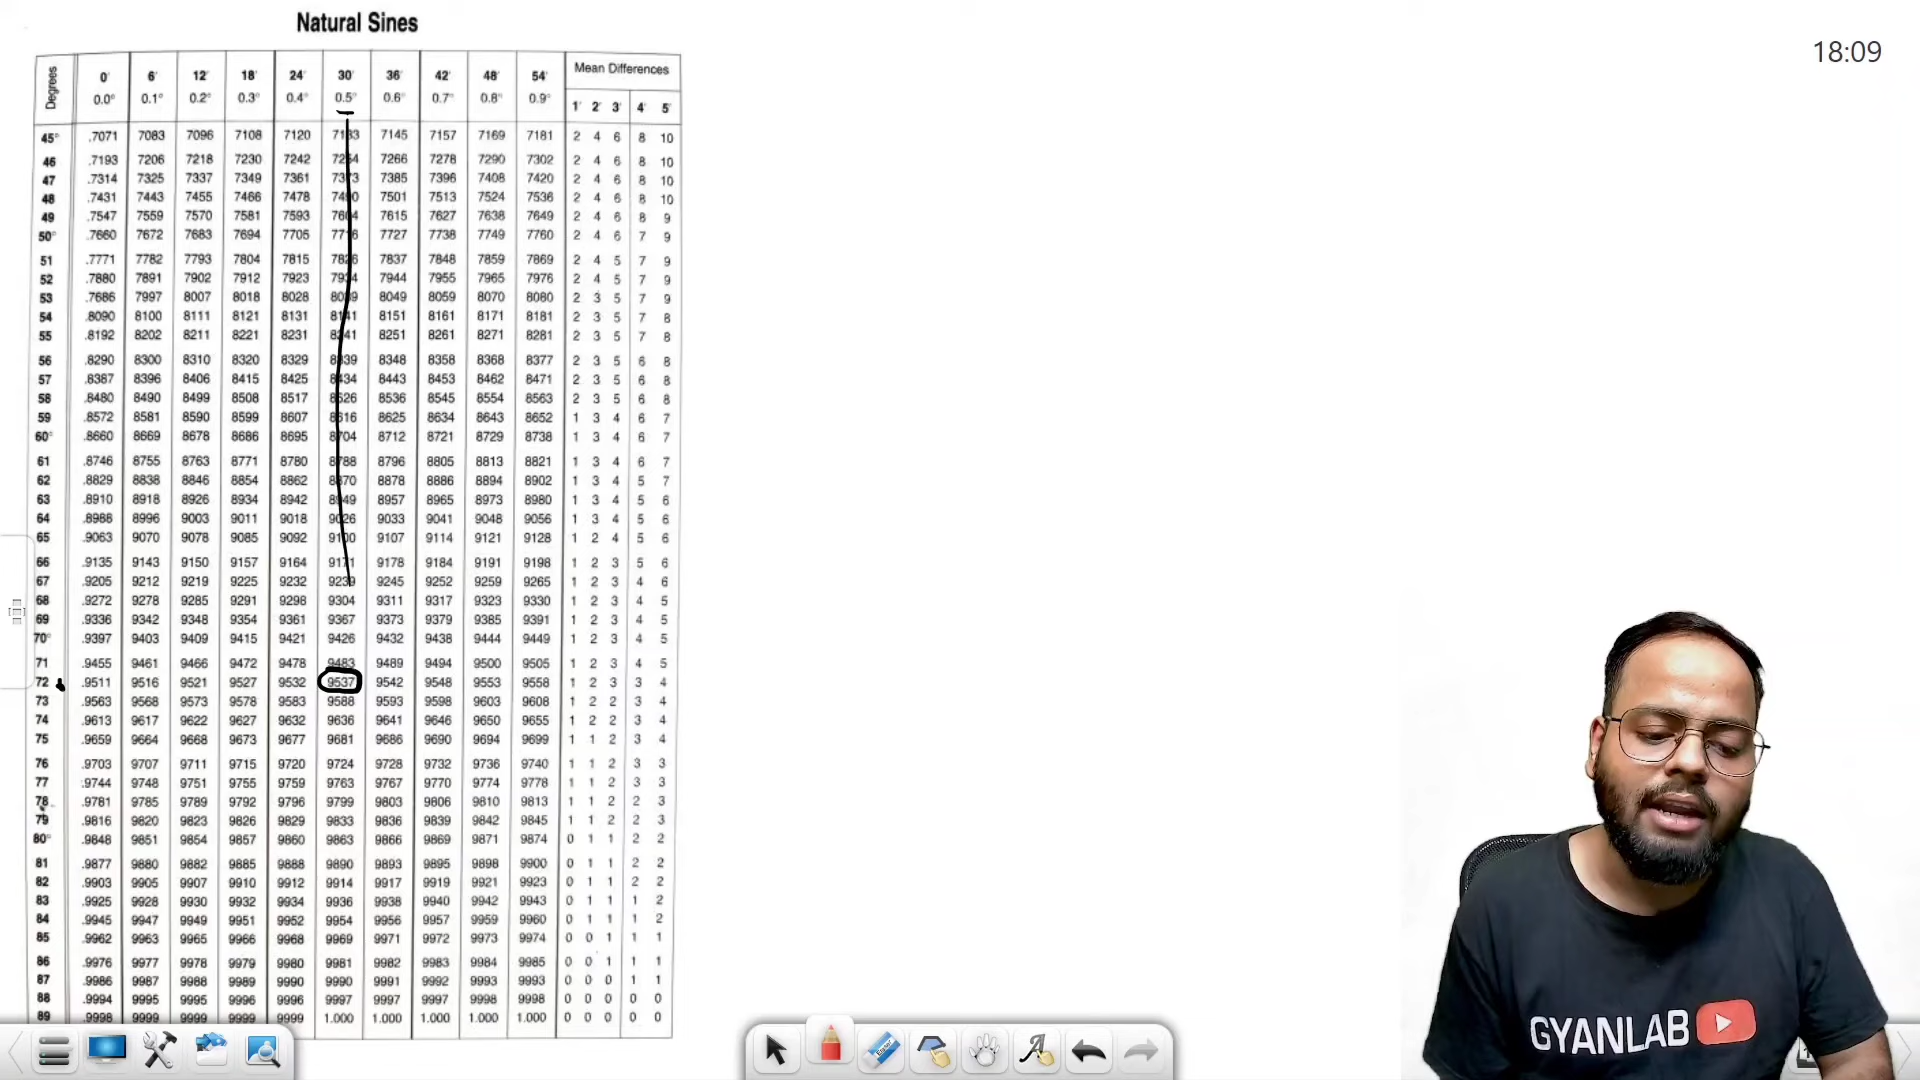 Natural Sines
18:09
Degrees 0' 6' 12' 18' 24' 30' 36' 42' 48' 54' Mean Differences
0.0° 0.1° 0.2° 0.3° 0.4° 0.5° 0.6° 0.7° 0.8° 0.9° 1' 2' 3' 4' 5'
45° .7071 7083 7096 7108 7120 7133 7145 7157 7169 7181 2 4 6 8 10
46 .7193 7206 7218 7230 7242 7254 7266 7278 7290 7302 2 4 6 8 10
47 .7314 7325 7337 7349 7361 7373 7385 7396 7408 7420 2 4 6 8 10
48 .7431 7443 7455 7466 7478 7490 7501 7513 7524 7536 2 4 6 8 10
49 .7547 7559 7570 7581 7593 7604 7615 7627 7638 7649 2 4 6 8 9
50° .7660 7672 7683 7694 7705 7716 7727 7738 7749 7760 2 4 6 7 9
51 .7771 7782 7793 7804 7815 7826 7837 7848 7859 7869 2 4 5 7 9
52 .7880 7891 7902 7912 7923 7934 7944 7955 7965 7976 2 4 5 7 9
53 .7686 7997 8007 8018 8028 8039 8049 8059 8070 8080 2 3 5 7 9
54 .8090 8100 8111 8121 8131 8141 8151 8161 8171 8181 2 3 5 7 8
55 .8192 8202 8211 8221 8231 8241 8251 8261 8271 8281 2 3 5 7 8
56 .8290 8300 8310 8320 8329 8339 8348 8358 8368 8377 2 3 5 6 8
57 .8387 8396 8406 8415 8425 8434 8443 8453 8462 8471 2 3 5 6 8
58 .8480 8490 8499 8508 8517 8526 8536 8545 8554 8563 2 3 5 6 8
59 .8572 8581 8590 8599 8607 8616 8625 8634 8643 8652 1 3 4 6 7
60° .8660 8669 8678 8686 8695 8704 8712 8721 8729 8738 1 3 4 6 7
61 .8746 8755 8763 8771 8780 8788 8796 8805 8813 8821 1 3 4 6 7
62 .8829 8838 8846 8854 8862 8870 8878 8886 8894 8902 1 3 4 5 7
63 .8910 8918 8926 8934 8942 8949 8957 8965 8973 8980 1 3 4 5 6
64 .8988 8996 9003 9011 9018 9026 9033 9041 9048 9056 1 3 4 5 6
65 .9063 9070 9078 9085 9092 9100 9107 9114 9121 9128 1 2 4 5 6
66 .9135 9143 9150 9157 9164 9171 9178 9184 9191 9198 1 2 3 5 6
67 .9205 9212 9219 9225 9232 9239 9245 9252 9259 9265 1 2 3 4 6
68 .9272 9278 9285 9291 9298 9304 9311 9317 9323 9330 1 2 3 4 5
69 .9336 9342 9348 9354 9361 9367 9373 9379 9385 9391 1 2 3 4 5
70° .9397 9403 9409 9415 9421 9426 9432 9438 9444 9449 1 2 3 4 5
71 .9455 9461 9466 9472 9478 9483 9489 9494 9500 9505 1 2 3 4 5
72 .9511 9516 9521 9527 9532 9537 9542 9548 9553 9558 1 2 3 3 4
73 .9563 9568 9573 9578 9583 9588 9593 9598 9603 9608 1 2 2 3 4
74 .9613 9617 9622 9627 9632 9636 9641 9646 9650 9655 1 2 2 3 4
75 .9659 9664 9668 9673 9677 9681 9686 9690 9694 9699 1 1 2 3 4
76 .9703 9707 9711 9715 9720 9724 9728 9732 9736 9740 1 1 2 3 3
77 .9744 9748 9751 9755 9759 9763 9767 9770 9774 9778 1 1 2 3 3
78 .9781 9785 9789 9792 9796 9799 9803 9806 9810 9813 1 1 2 2 3
79 .9816 9820 9823 9826 9829 9833 9836 9839 9842 9845 1 1 2 2 3
80° .9848 9851 9854 9857 9860 9863 9866 9869 9871 9874 0 1 1 2 2
81 .9877 9880 9882 9885 9888 9890 9893 9895 9898 9900 0 1 1 2 2
82 .9903 9905 9907 9910 9912 9914 9917 9919 9921 9923 0 1 1 2 2
83 .9925 9928 9930 9932 9934 9936 9938 9940 9942 9943 0 1 1 1 2
84 .9945 9947 9949 9951 9952 9954 9956 9957 9959 9960 0 1 1 1 2
85 .9962 9963 9965 9966 9968 9969 9971 9972 9973 9974 0 0 1 1 1
86 .9976 9977 9978 9979 9980 9981 9982 9983 9984 9985 0 0 1 1 1
87 .9986 9987 9988 9989 9990 9990 9991 9992 9993 9993 0 0 0 1 1
88 .9994 9995 9995 9996 9996 9997 9997 9997 9998 9998 0 0 0 0 0
89 .9998 9999 9999 9999 9999 1.000 1.000 1.000 1.000 1.000 0 0 0 0 0
GYANLAB
Eraser
A